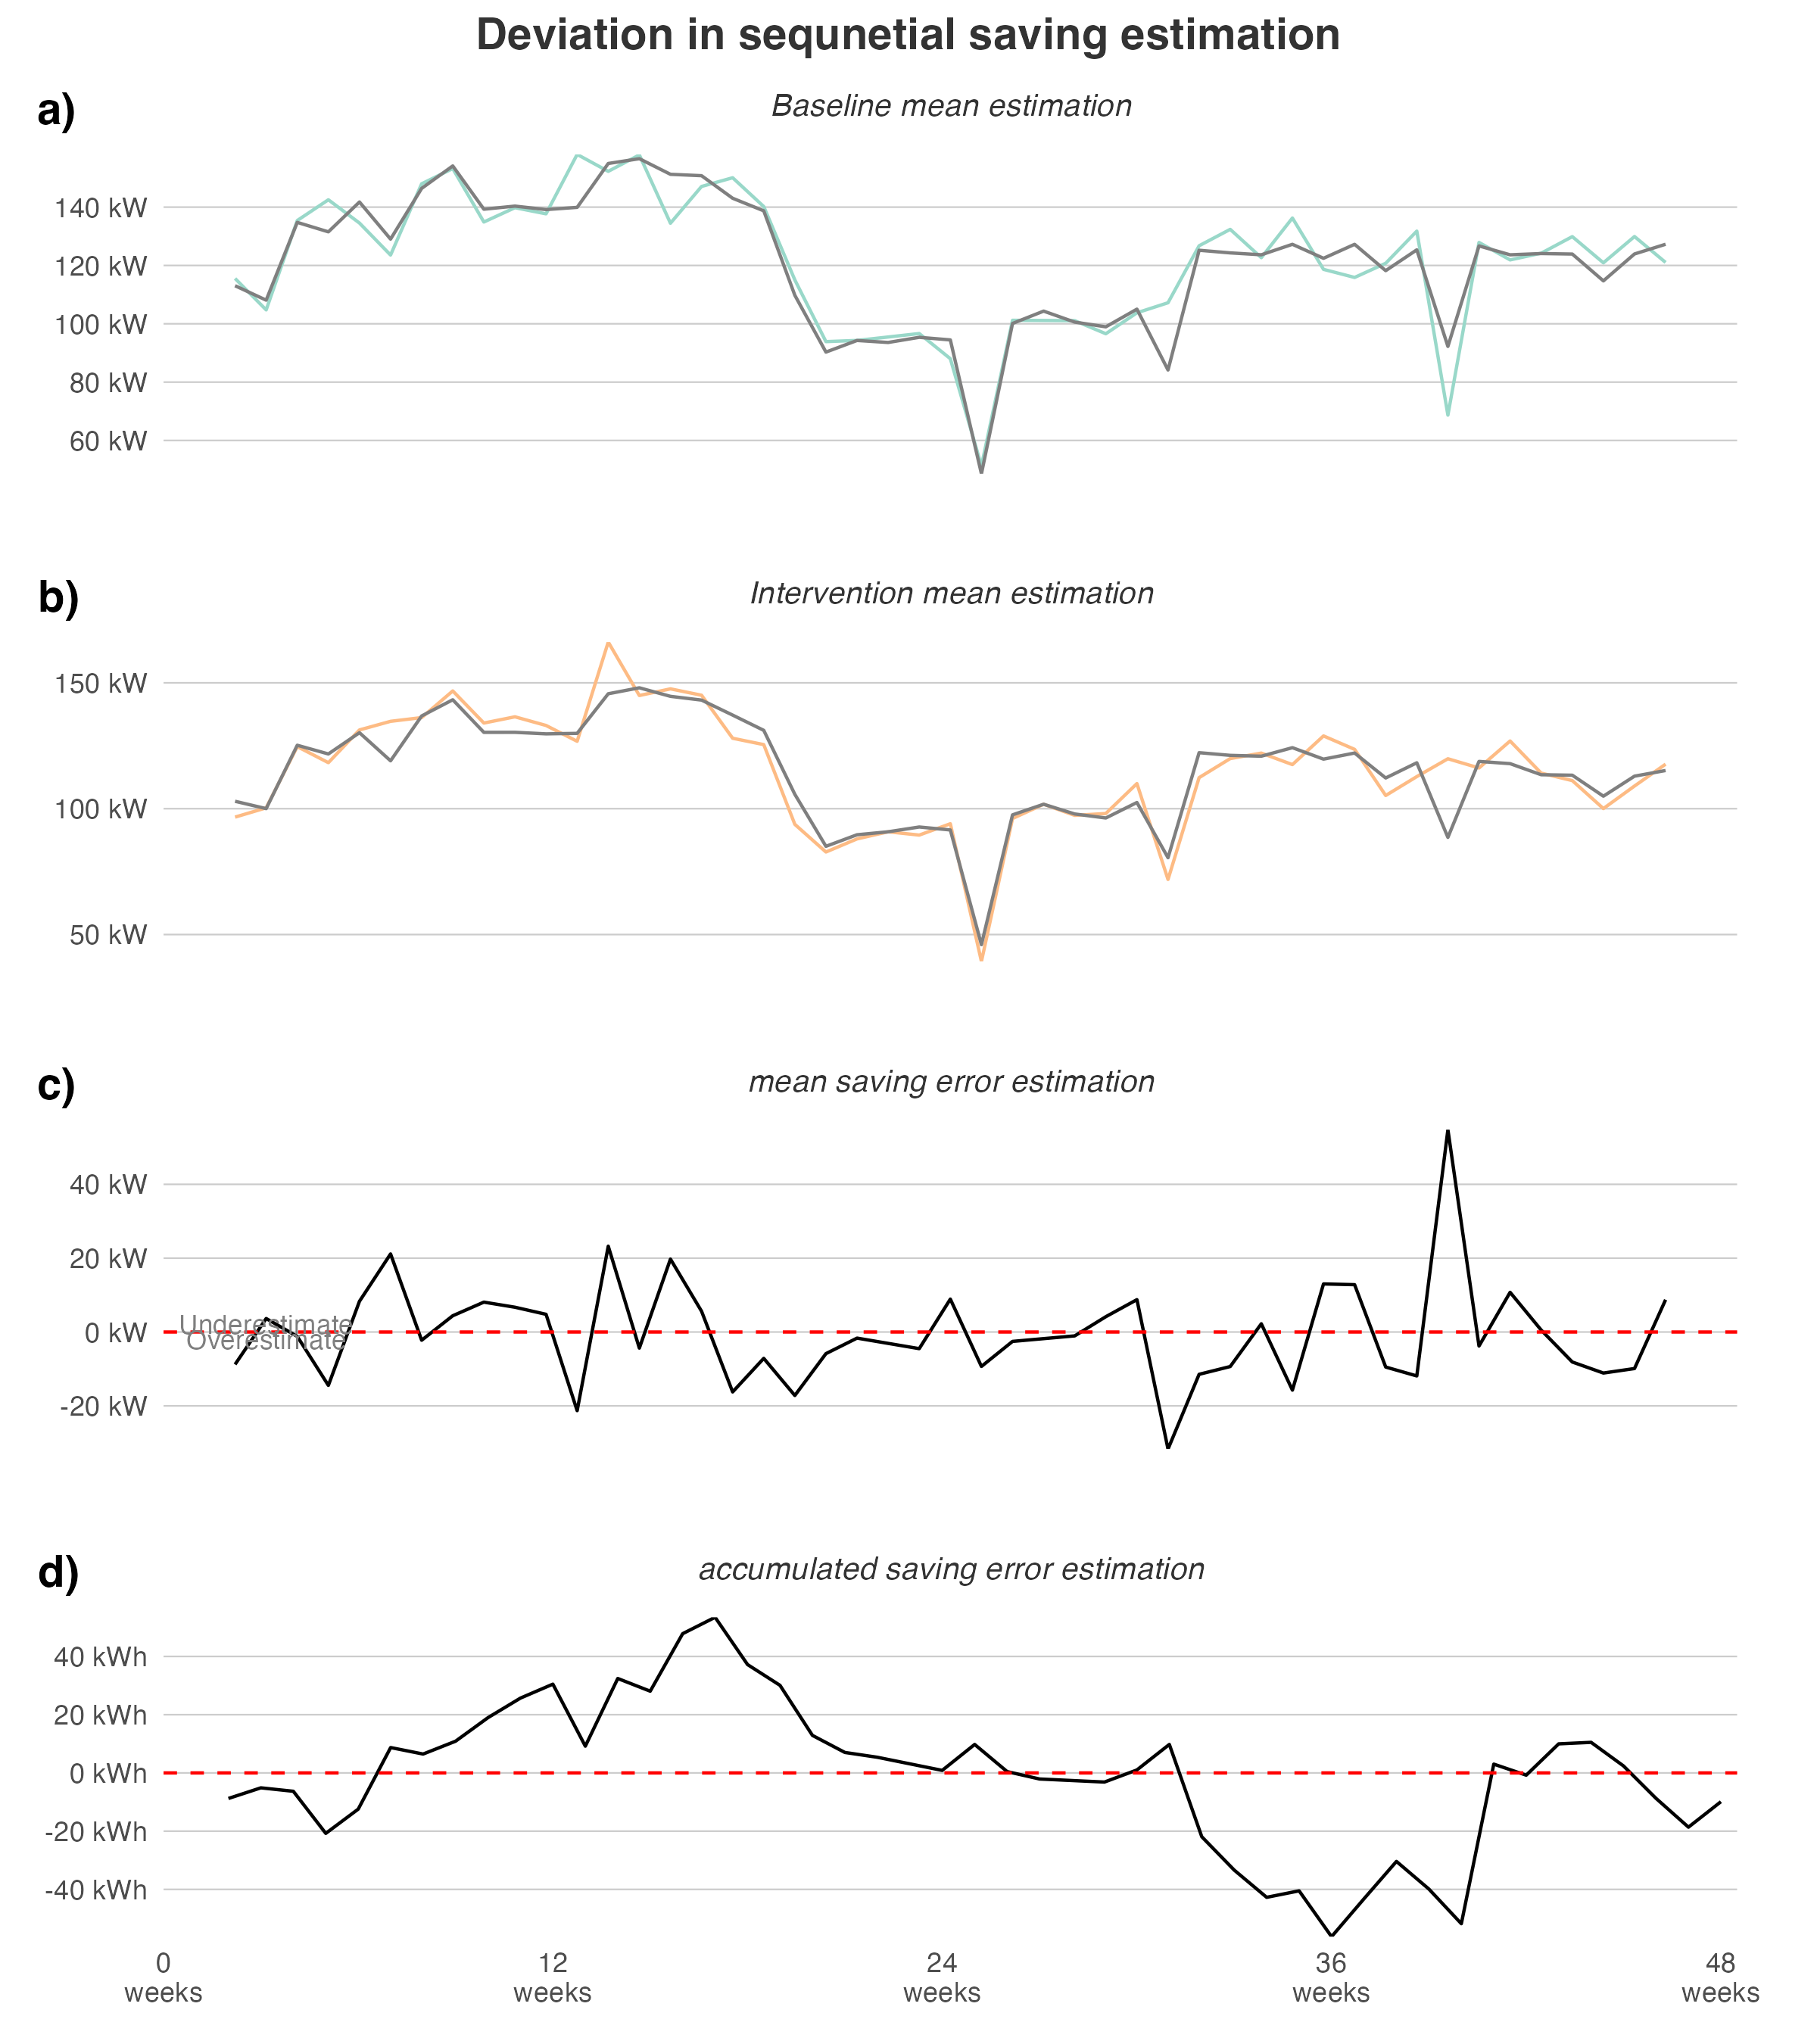 Deviation in sequnetial saving estimation
a)
Baseline mean estimation
140 kW
120 kW
100 kW
80 kW
60 kW
b)
Intervention mean estimation
150 kW
100 kW
50 kW
c)
mean saving error estimation
40 kW
20 kW
0 kW
-20 kW
Underestimate
Overestimate
d)
accumulated saving error estimation
40 kWh
20 kWh
0 kWh
-20 kWh
-40 kWh
0
weeks
12
weeks
24
weeks
36
weeks
48
weeks